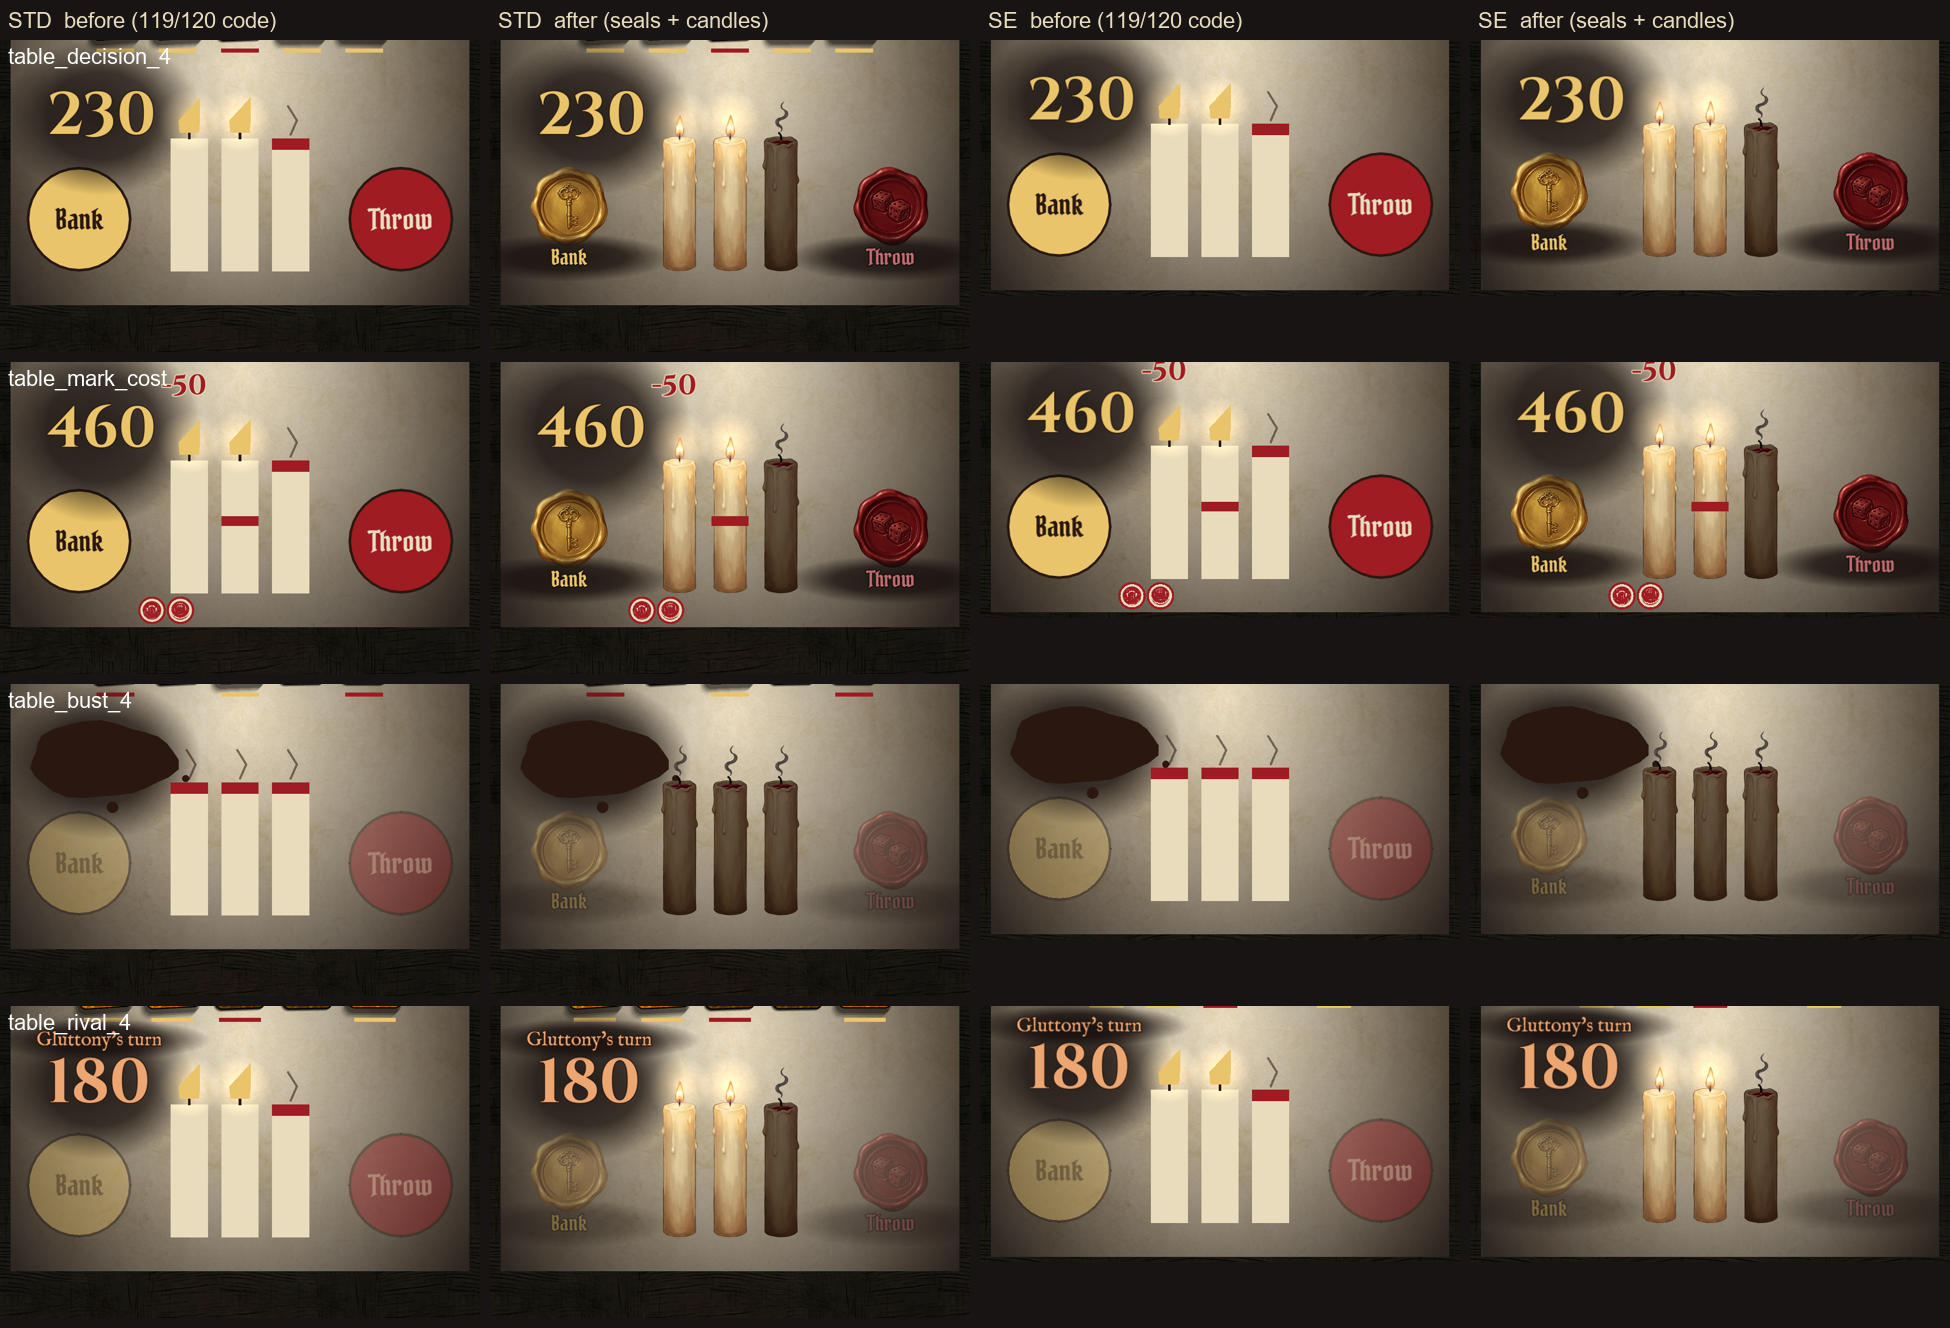 STD before (119/120 code)
STD after (seals + candles)
SE before (119/120 code)
SE after (seals + candles)
table_decision_4
230
230
230
230
Bank
Throw
Bank
Throw
Bank
Throw
Bank
Throw
table_mark_cost
-50
-50
-50
-50
460
460
460
460
Bank
Throw
Bank
Throw
Bank
Throw
Bank
Throw
table_bust_4
Bank
Throw
Bank
Throw
Bank
Throw
Bank
Throw
table_rival_4
Gluttony's turn
Gluttony's turn
Gluttony's turn
Gluttony's turn
180
180
180
180
Bank
Throw
Bank
Throw
Bank
Throw
Bank
Throw